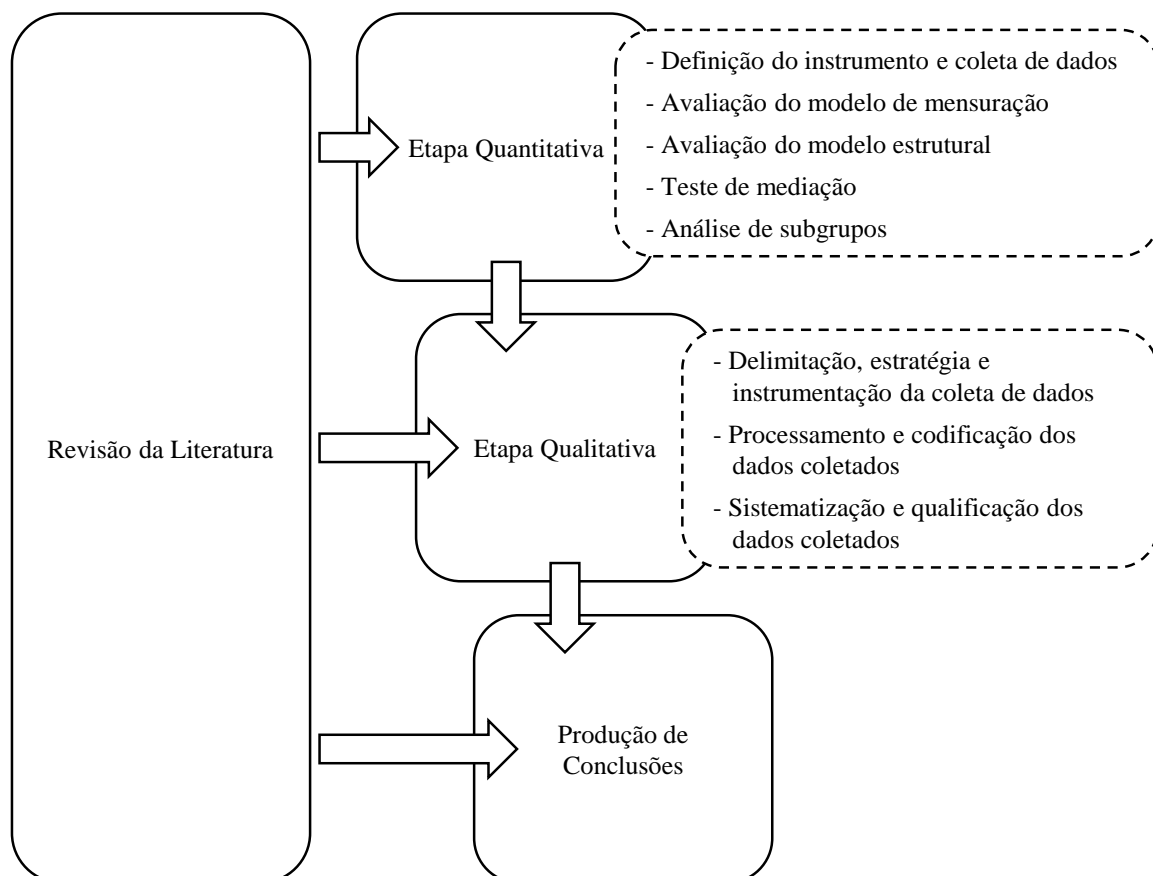 Revisão da Literatura
Etapa Quantitativa
- Definição do instrumento e coleta de dados
- Avaliação do modelo de mensuração
- Avaliação do modelo estrutural
- Teste de mediação
- Análise de subgrupos
Etapa Qualitativa
- Delimitação, estratégia e
instrumentação da coleta de dados
- Processamento e codificação dos
dados coletados
- Sistematização e qualificação dos
dados coletados
Produção de
Conclusões